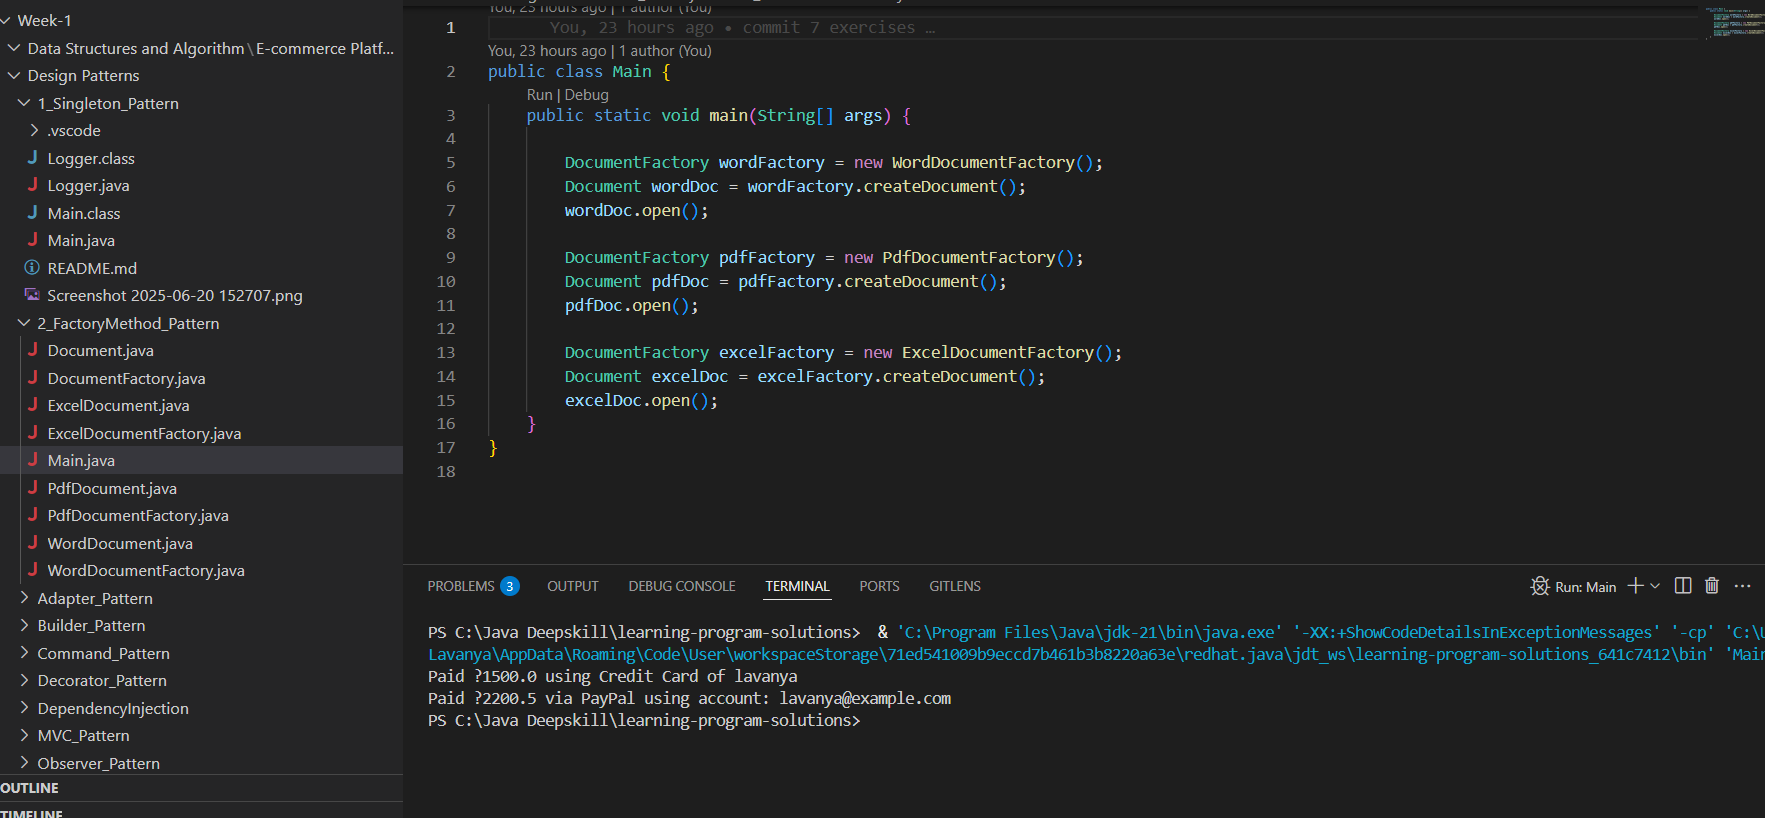 Week-1
Data Structures and Algorithm\E-commerce Platf...
Design Patterns
1_Singleton_Pattern
.vscode
Logger.class
Logger.java
Main.class
Main.java
README.md
Screenshot 2025-06-20 152707.png
2_FactoryMethod_Pattern
Document.java
DocumentFactory.java
ExcelDocument.java
ExcelDocumentFactory.java
Main.java
PdfDocument.java
PdfDocumentFactory.java
WordDocument.java
WordDocumentFactory.java
Adapter_Pattern
Builder_Pattern
Command_Pattern
Decorator_Pattern
DependencyInjection
MVC_Pattern
Observer_Pattern
OUTLINE
TIMELINE
You, 23 hours ago | 1 author (You)
1 You, 23 hours ago • commit 7 exercises …
You, 23 hours ago | 1 author (You)
2 public class Main {
Run | Debug
3 public static void main(String[] args) {
4
5 DocumentFactory wordFactory = new WordDocumentFactory();
6 Document wordDoc = wordFactory.createDocument();
7 wordDoc.open();
8
9 DocumentFactory pdfFactory = new PdfDocumentFactory();
10 Document pdfDoc = pdfFactory.createDocument();
11 pdfDoc.open();
12
13 DocumentFactory excelFactory = new ExcelDocumentFactory();
14 Document excelDoc = excelFactory.createDocument();
15 excelDoc.open();
16 }
17 }
18
PROBLEMS 3 OUTPUT DEBUG CONSOLE TERMINAL PORTS GITLENS Run: Main
PS C:\Java Deepskill\learning-program-solutions> & 'C:\Program Files\Java\jdk-21\bin\java.exe' '-XX:+ShowCodeDetailsInExceptionMessages' '-cp' 'C:\U
Lavanya\AppData\Roaming\Code\User\workspaceStorage\71ed541009b9eccd7b461b3b8220a63e\redhat.java\jdt_ws\learning-program-solutions_641c7412\bin' 'Main
Paid ?1500.0 using Credit Card of lavanya
Paid ?2200.5 via PayPal using account: lavanya@example.com
PS C:\Java Deepskill\learning-program-solutions>